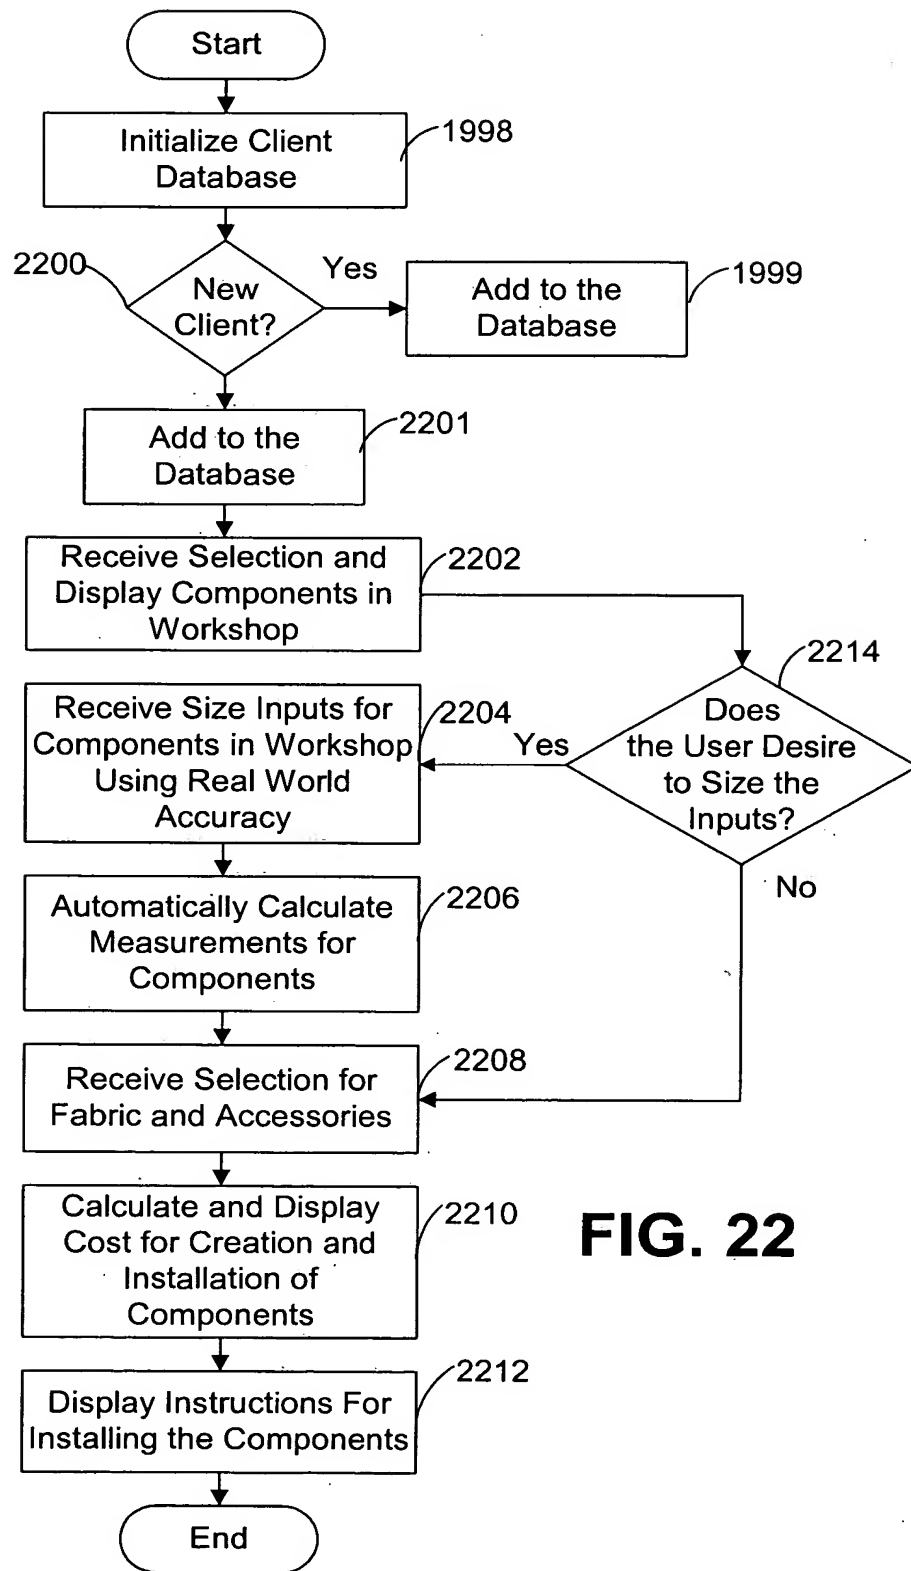 Start
Initialize Client
Database
1998
2200
New
Client?
Yes
Add to the
Database
1999
Add to the
Database
2201
Receive Selection and
Display Components in
Workshop
2202
2214
Does
the User Desire
to Size the
Inputs?
Yes
No
Receive Size Inputs for
Components in Workshop
Using Real World
Accuracy
2204
Automatically Calculate
Measurements for
Components
2206
Receive Selection for
Fabric and Accessories
2208
Calculate and Display
Cost for Creation and
Installation of
Components
2210
FIG. 22
Display Instructions For
Installing the Components
2212
End